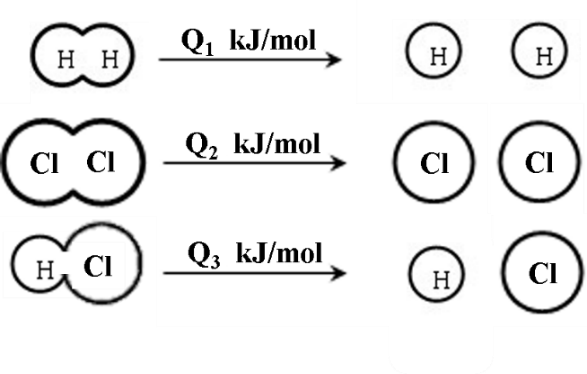 H H Q₁ kJ/mol H H
Cl Cl Q₂ kJ/mol Cl Cl
H Cl Q₃ kJ/mol H Cl